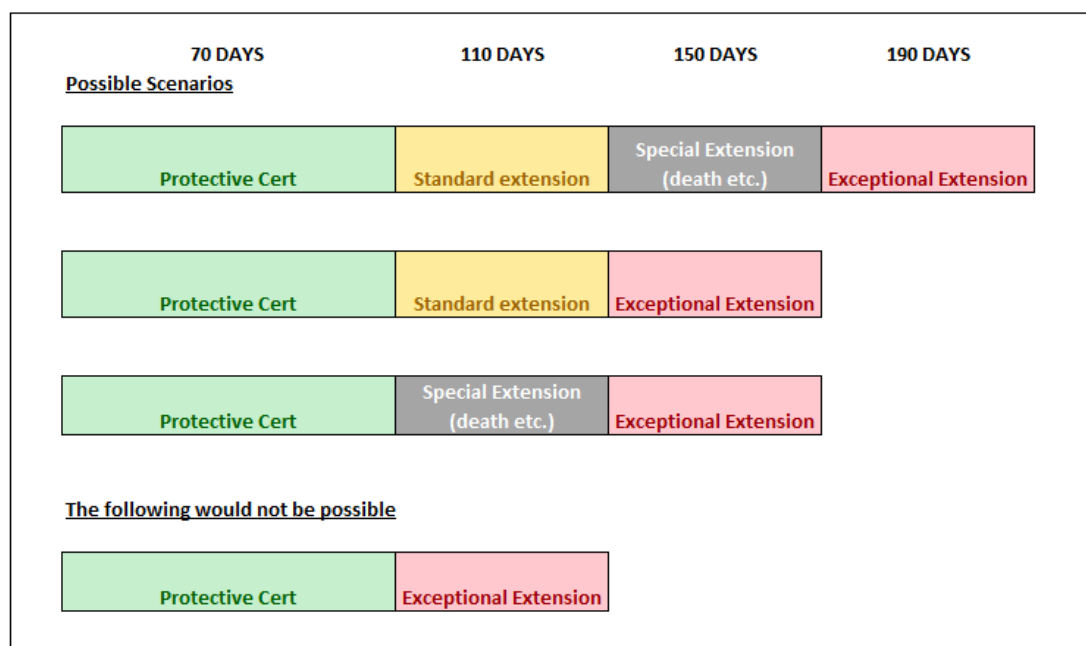 70 DAYS 110 DAYS 150 DAYS 190 DAYS
Possible Scenarios
Protective Cert Standard extension Special Extension (death etc.) Exceptional Extension
Protective Cert Standard extension Exceptional Extension
Protective Cert Special Extension (death etc.) Exceptional Extension
The following would not be possible
Protective Cert Exceptional Extension